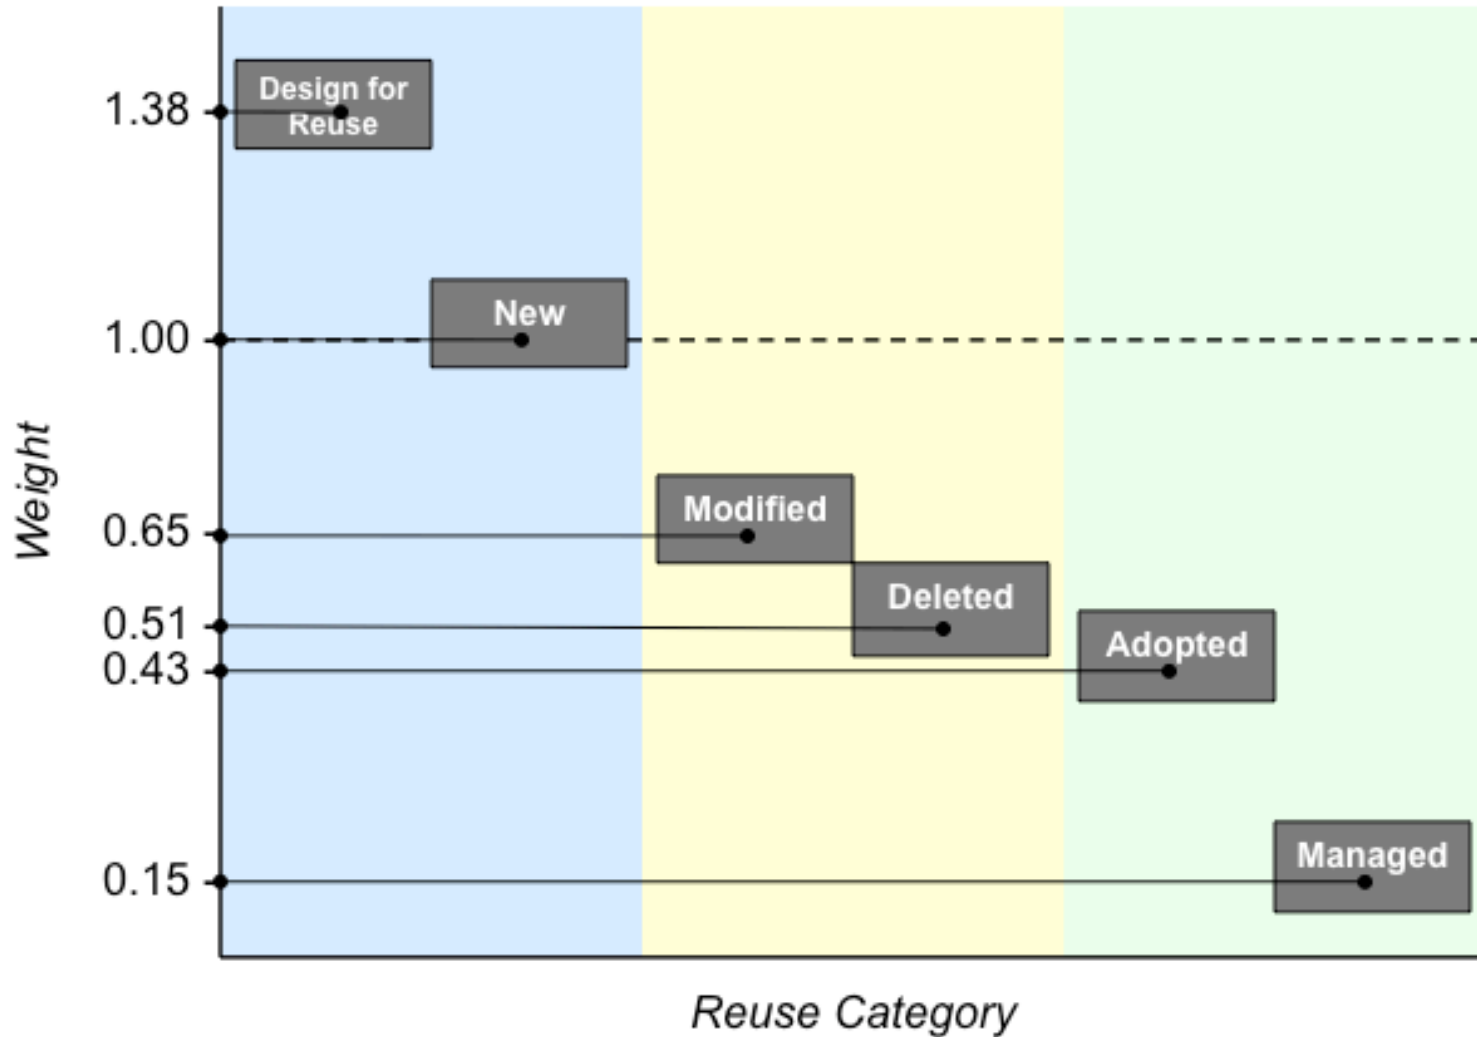 1.38
Design for
Reuse
1.00
New
Weight
0.65
Modified
0.51
Deleted
0.43
Adopted
0.15
Managed
Reuse Category